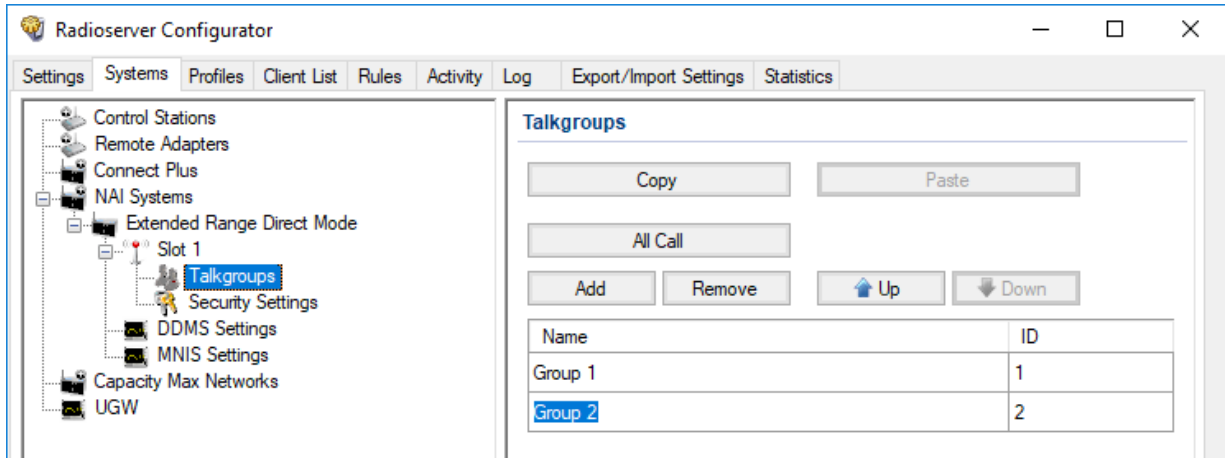 Radioserver Configurator
Settings Systems Profiles Client List Rules Activity Log Export/Import Settings Statistics
Control Stations
Remote Adapters
Connect Plus
NAI Systems
Extended Range Direct Mode
Slot 1
Talkgroups
Security Settings
DDMS Settings
MNIS Settings
Capacity Max Networks
UGW
Talkgroups
Copy Paste
All Call
Add Remove Up Down
Name ID
Group 1 1
Group 2 2